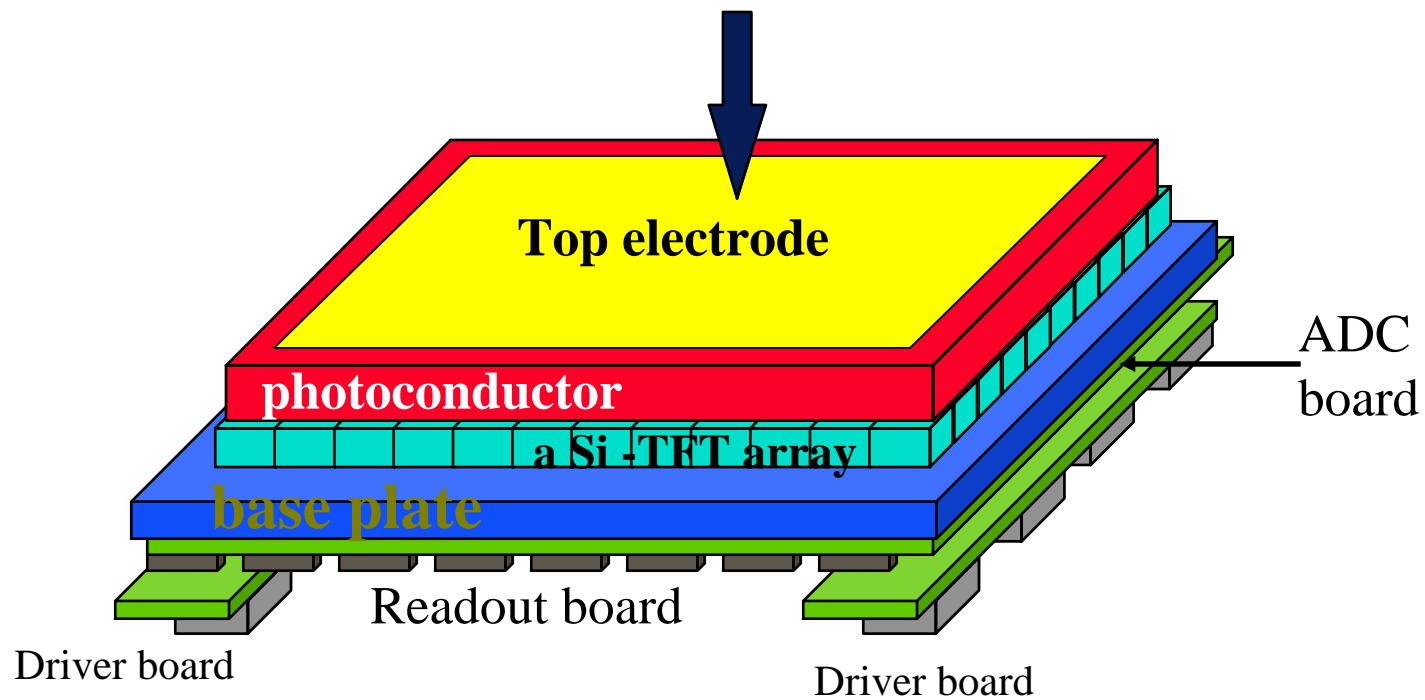 Top electrode
ADC
board
photoconductor
a Si -TFT array
base plate
Readout board
Driver board
Driver board